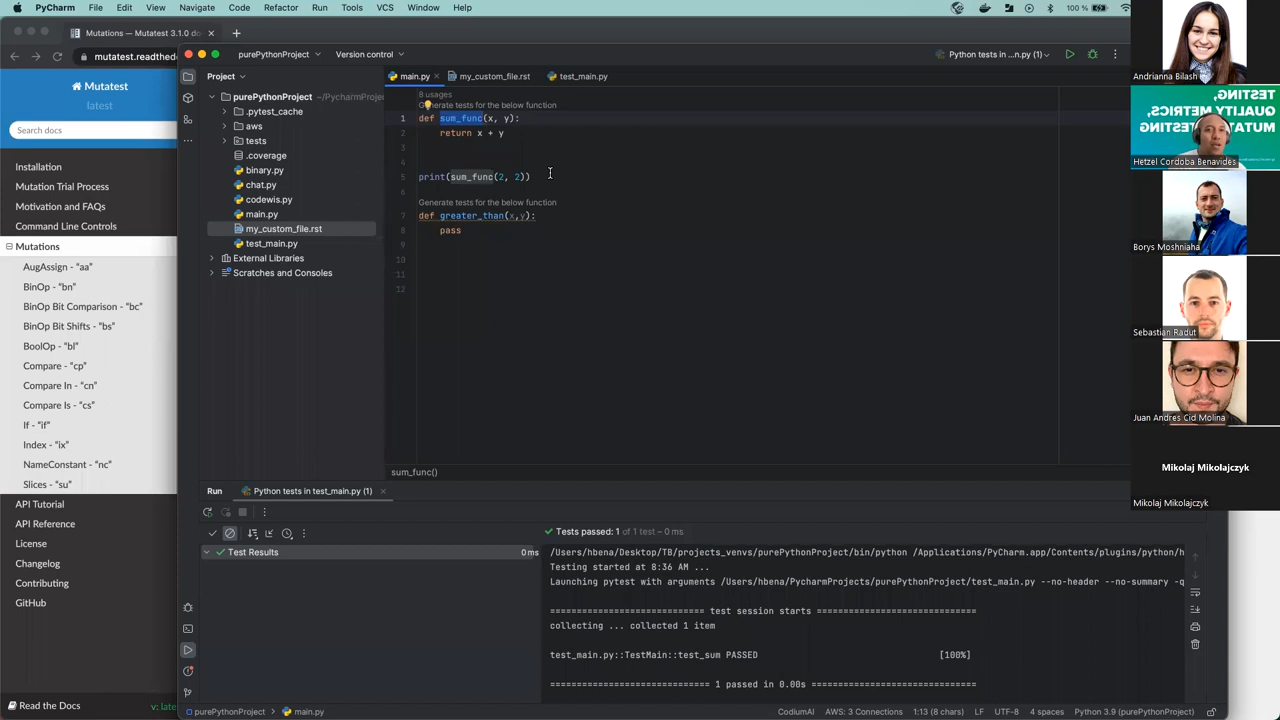 PyCharm File Edit View Navigate Code Refactor Run Tools VCS Git Window Help
100 %
Mutations — Mutatest 3.1.0 do
mutatest.readthed
Mutatest
latest
Search docs
Installation
Mutation Trial Process
Motivation and FAQs
Command Line Controls
Mutations
AugAssign - “aa”
BinOp - “bn”
BinOp Bit Comparison - “bc”
BinOp Bit Shifts - “bs”
BoolOp - “bl”
Compare - “cp”
Compare In - “cn”
Compare Is - “cs”
If - “if”
Index - “ix”
NameConstant - “nc”
Slices - “su”
API Tutorial
API Reference
License
Changelog
Contributing
GitHub
Read the Docs
v: late
purePythonProject
Version control
Python tests in ...n.py (1)
Project
purePythonProject ~/PycharmProjec
.pytest_cache
aws
tests
.coverage
binary.py
chat.py
codewis.py
main.py
my_custom_file.rst
test_main.py
External Libraries
Scratches and Consoles
main.py
my_custom_file.rst
test_main.py
8 usages
Generate tests for the below function
1 def sum_func(x, y):
2 return x + y
3
4
5 print(sum_func(2, 2))
6
Generate tests for the below function
7 def greater_than(x,y):
8 pass
9
10
11
12
sum_func()
Run
Python tests in test_main.py (1)
Tests passed: 1 of 1 test – 0 ms
Test Results
0 ms
/Users/hbena/Desktop/TB/projects_venvs/purePythonProject/bin/python /Applications/PyCharm.app/Contents/plugins/python/h
Testing started at 8:36 AM ...
Launching pytest with arguments /Users/hbena/PycharmProjects/purePythonProject/test_main.py --no-header --no-summary -q
============================ test session starts =============================
collecting ... collected 1 item
test_main.py::TestMain::test_sum PASSED [100%]
============================== 1 passed in 0.00s ==============================
purePythonProject
main.py
CodiumAI
AWS: 3 Connections
1:13 (8 chars)
LF
UTF-8
4 spaces
Python 3.9 (purePythonProject)
Andrianna Bilash
TESTING,
QUALITY METRICS,
Hetzel Cordoba Benavides
Borys Moshniaha
Sebastian Radut
Juan Andres Cid Molina
Mikolaj Mikolajczyk
Mikolaj Mikolajczyk